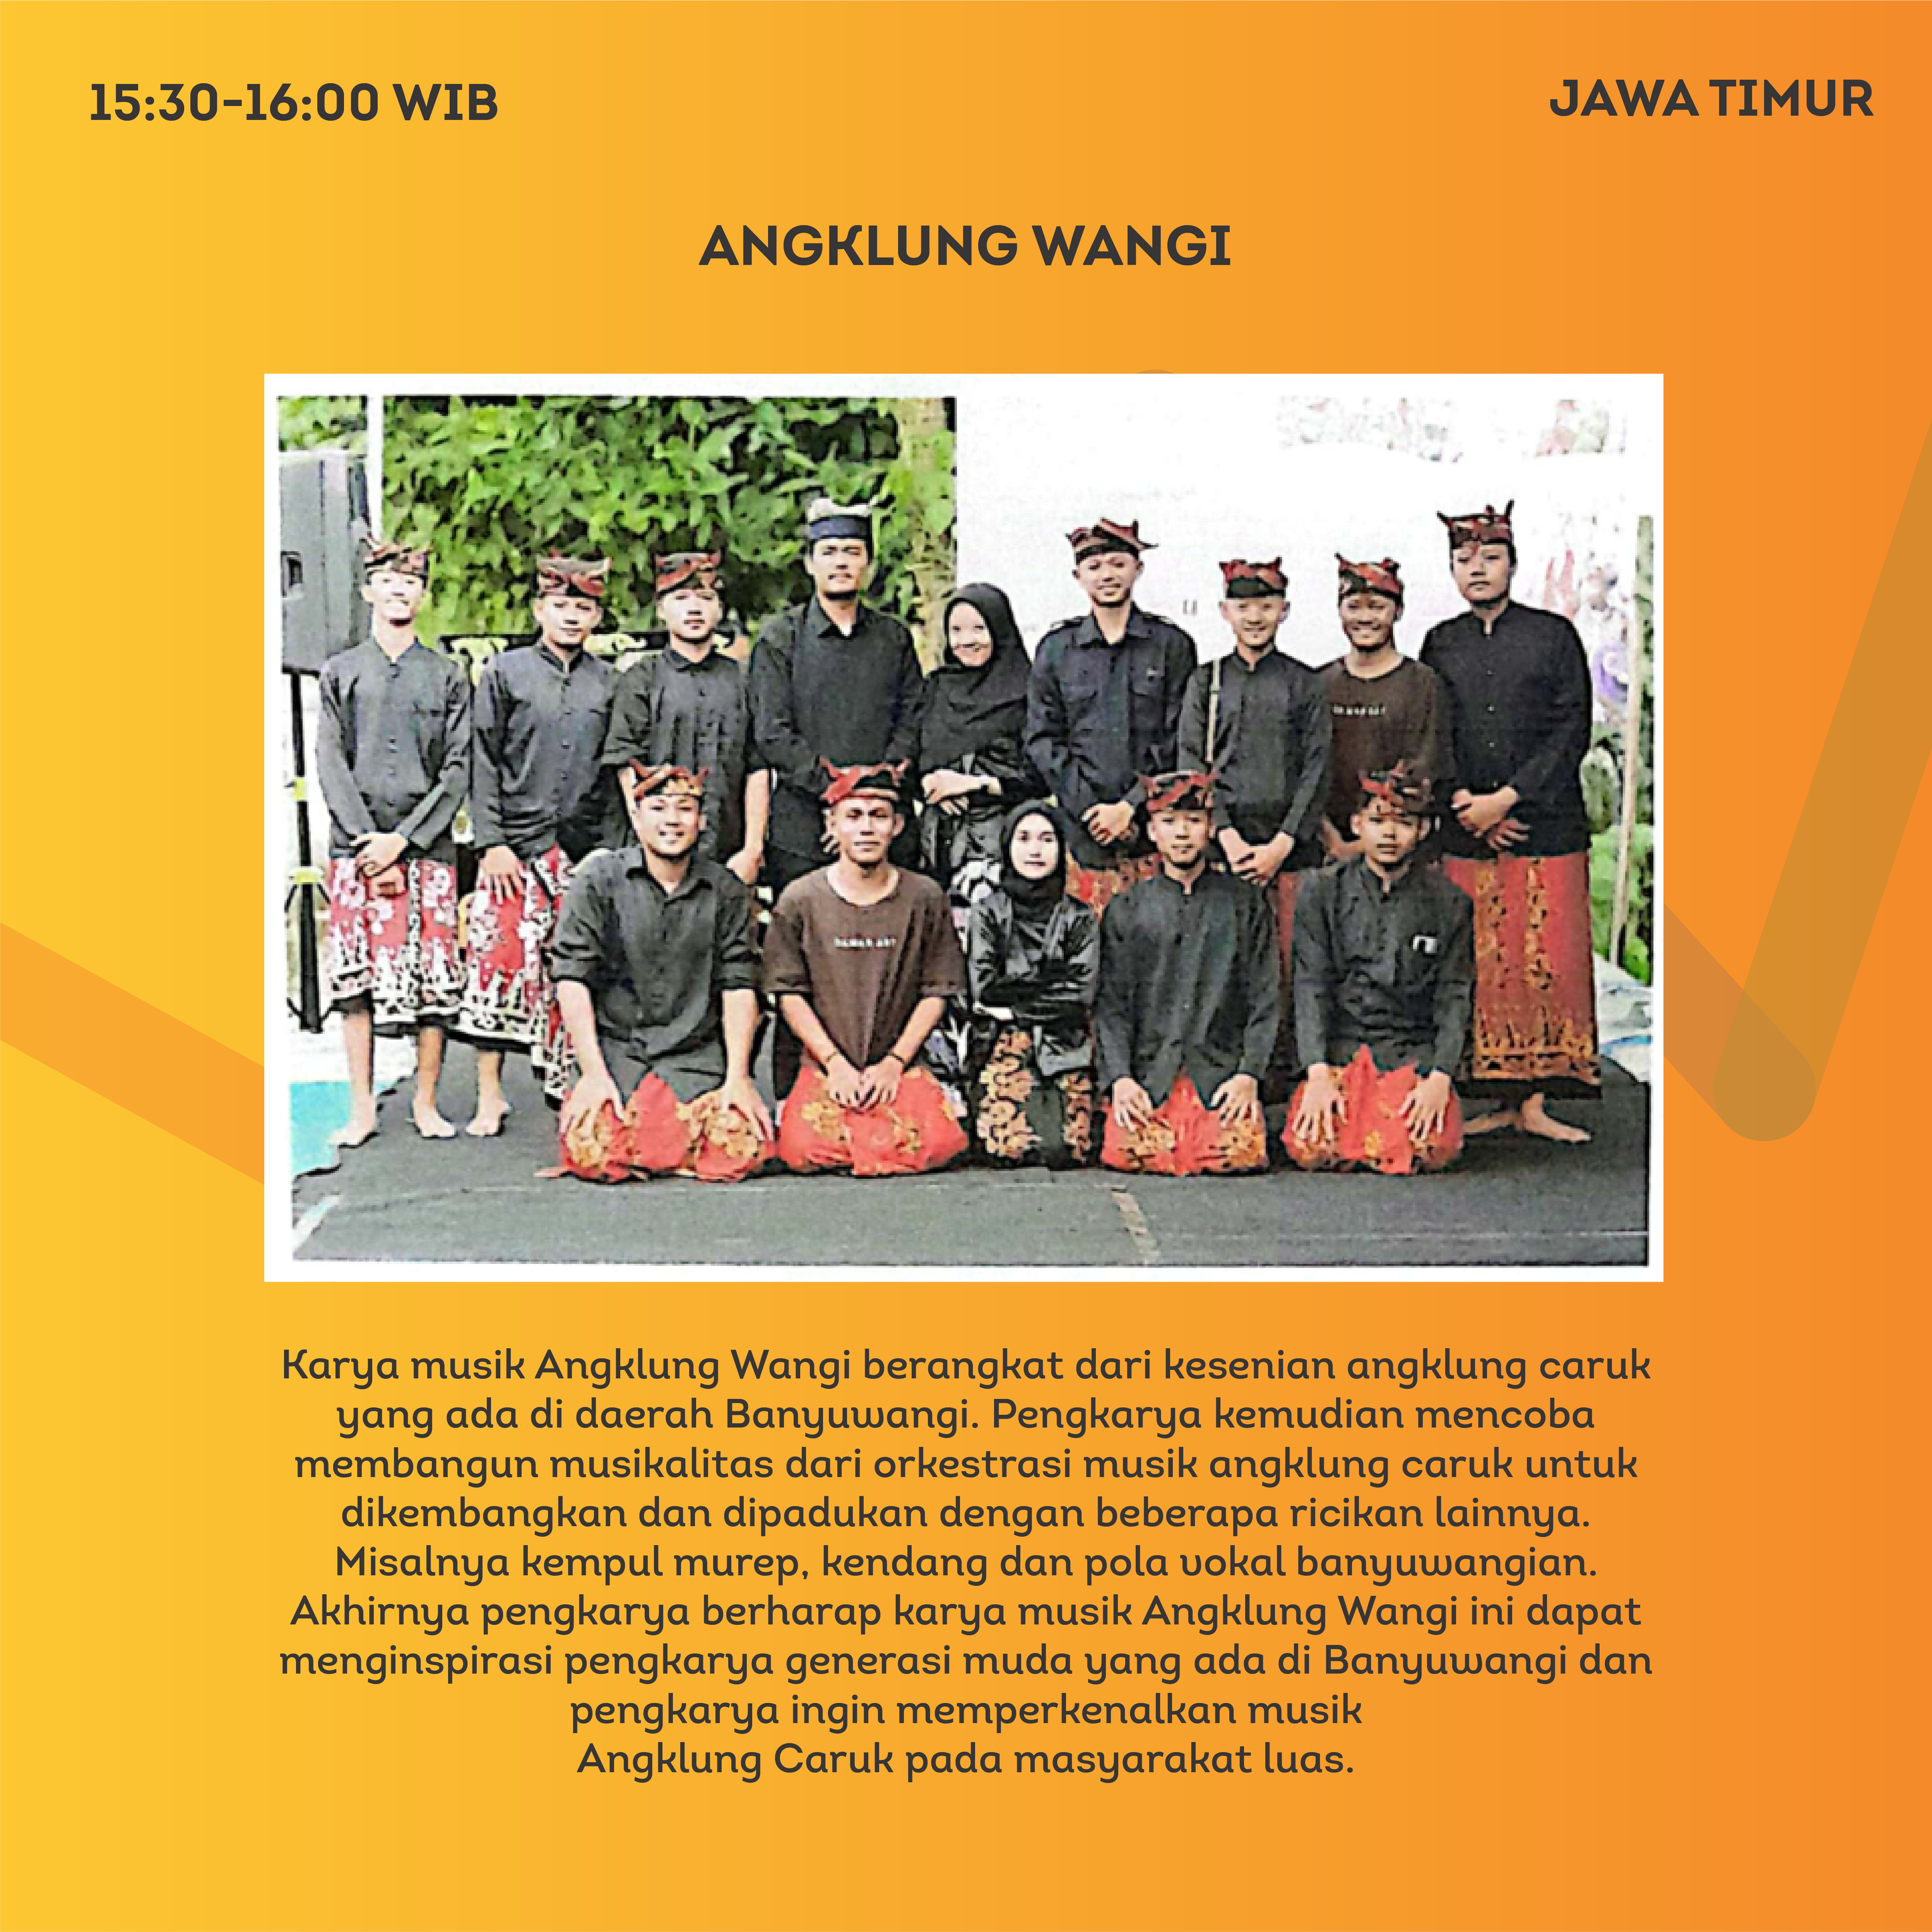 15:30-16:00 WIB
JAWA TIMUR
ANGKLUNG WANGI
Karya musik Angklung Wangi berangkat dari kesenian angklung caruk
yang ada di daerah Banyuwangi. Pengkarya kemudian mencoba
membangun musikalitas dari orkestrasi musik angklung caruk untuk
dikembangkan dan dipadukan dengan beberapa ricikan lainnya.
Misalnya kempul murep, kendang dan pola vokal banyuwangian.
Akhirnya pengkarya berharap karya musik Angklung Wangi ini dapat
menginspirasi pengkarya generasi muda yang ada di Banyuwangi dan
pengkarya ingin memperkenalkan musik
Angklung Caruk pada masyarakat luas.